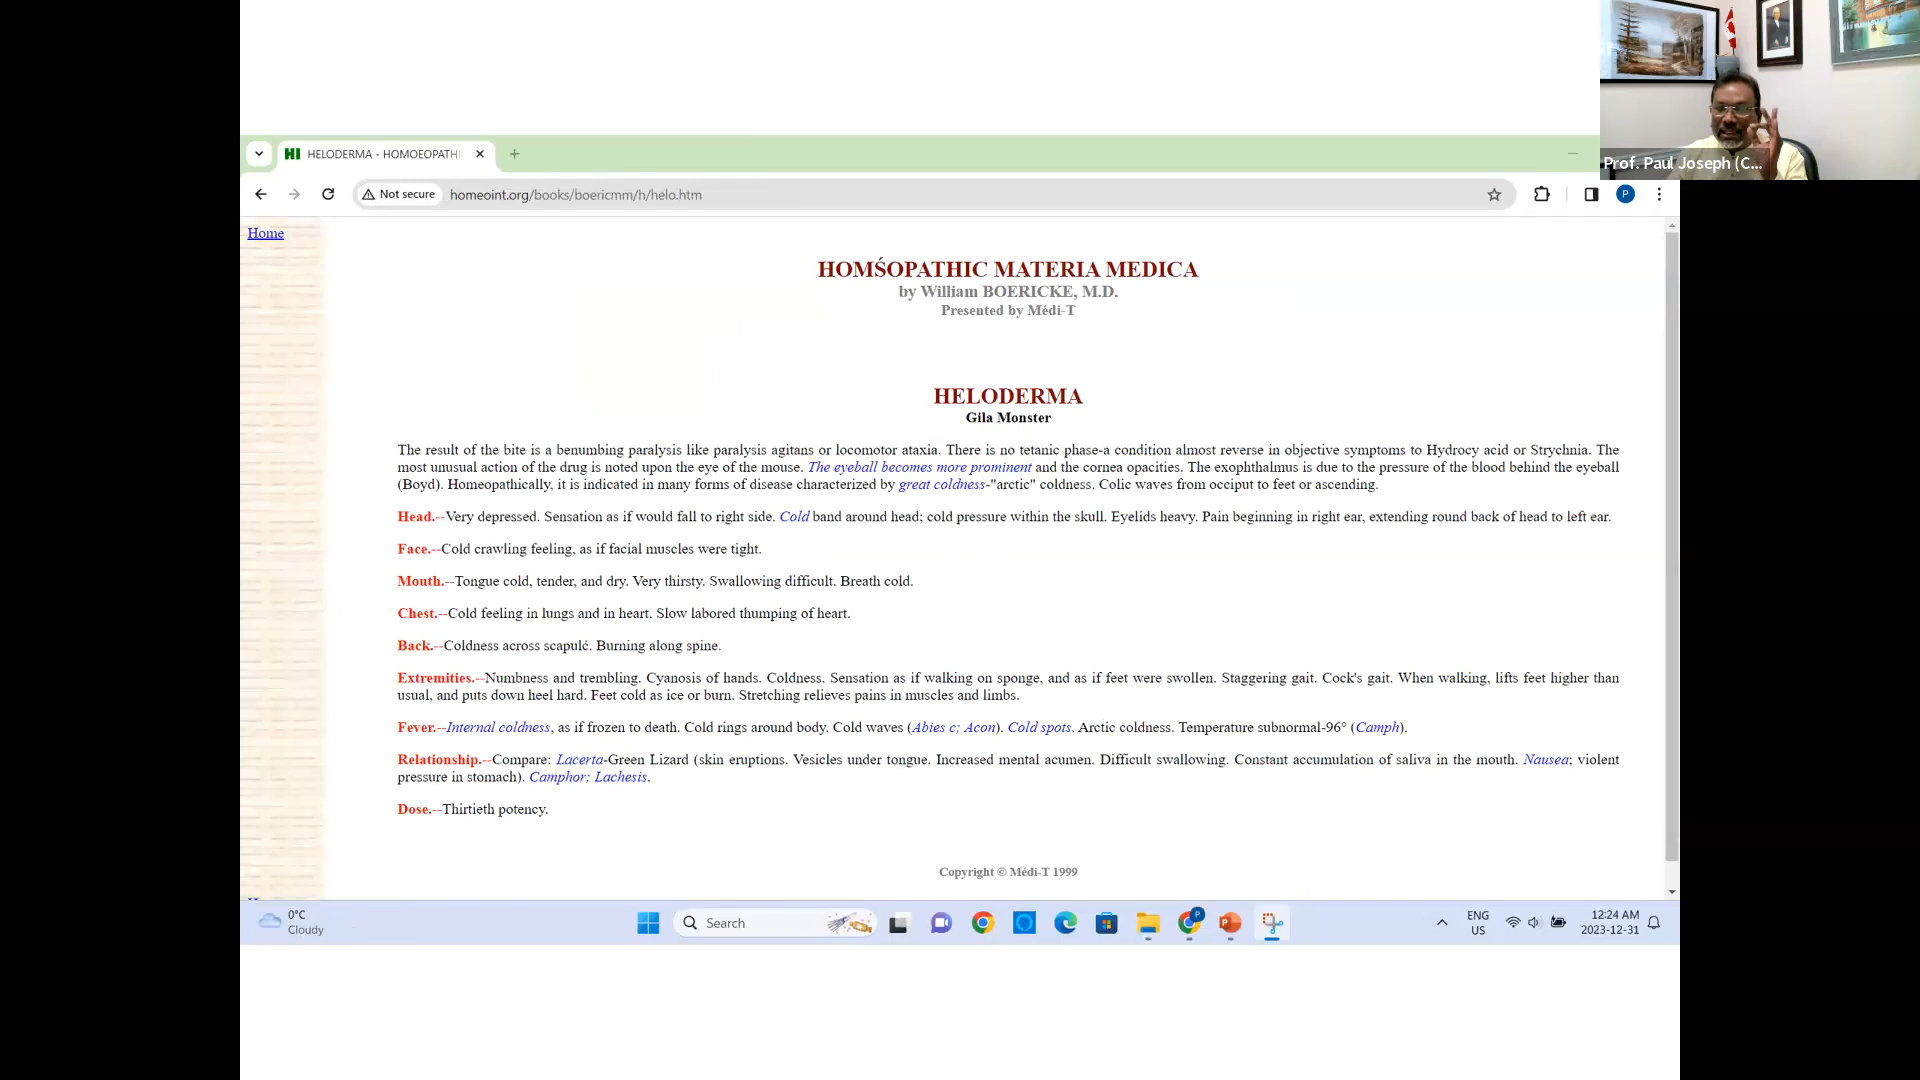 HELODERMA - HOMOEOPATHI
Not secure
homeoint.org/books/boericmm/h/helo.htm
P
Prof. Paul Joseph (C...
Home
HOMŚOPATHIC MATERIA MEDICA
by William BOERICKE, M.D.
Presented by Médi-T
HELODERMA
Gila Monster
The result of the bite is a benumbing paralysis like paralysis agitans or locomotor ataxia. There is no tetanic phase-a condition almost reverse in objective symptoms to Hydrocy acid or Strychnia. The
most unusual action of the drug is noted upon the eye of the mouse. The eyeball becomes more prominent and the cornea opacities. The exophthalmus is due to the pressure of the blood behind the eyeball
(Boyd). Homeopathically, it is indicated in many forms of disease characterized by great coldness-"arctic" coldness. Colic waves from occiput to feet or ascending.
Head.--Very depressed. Sensation as if would fall to right side. Cold band around head; cold pressure within the skull. Eyelids heavy. Pain beginning in right ear, extending round back of head to left ear.
Face.--Cold crawling feeling, as if facial muscles were tight.
Mouth.--Tongue cold, tender, and dry. Very thirsty. Swallowing difficult. Breath cold.
Chest.--Cold feeling in lungs and in heart. Slow labored thumping of heart.
Back.--Coldness across scapulć. Burning along spine.
Extremities.--Numbness and trembling. Cyanosis of hands. Coldness. Sensation as if walking on sponge, and as if feet were swollen. Staggering gait. Cock's gait. When walking, lifts feet higher than
usual, and puts down heel hard. Feet cold as ice or burn. Stretching relieves pains in muscles and limbs.
Fever.--Internal coldness, as if frozen to death. Cold rings around body. Cold waves (Abies c; Acon). Cold spots. Arctic coldness. Temperature subnormal-96° (Camph).
Relationship.--Compare: Lacerta-Green Lizard (skin eruptions. Vesicles under tongue. Increased mental acumen. Difficult swallowing. Constant accumulation of saliva in the mouth. Nausea; violent
pressure in stomach). Camphor; Lachesis.
Dose.--Thirtieth potency.
Copyright © Médi-T 1999
0°C
Cloudy
Search
ENG
US
12:24 AM
2023-12-31